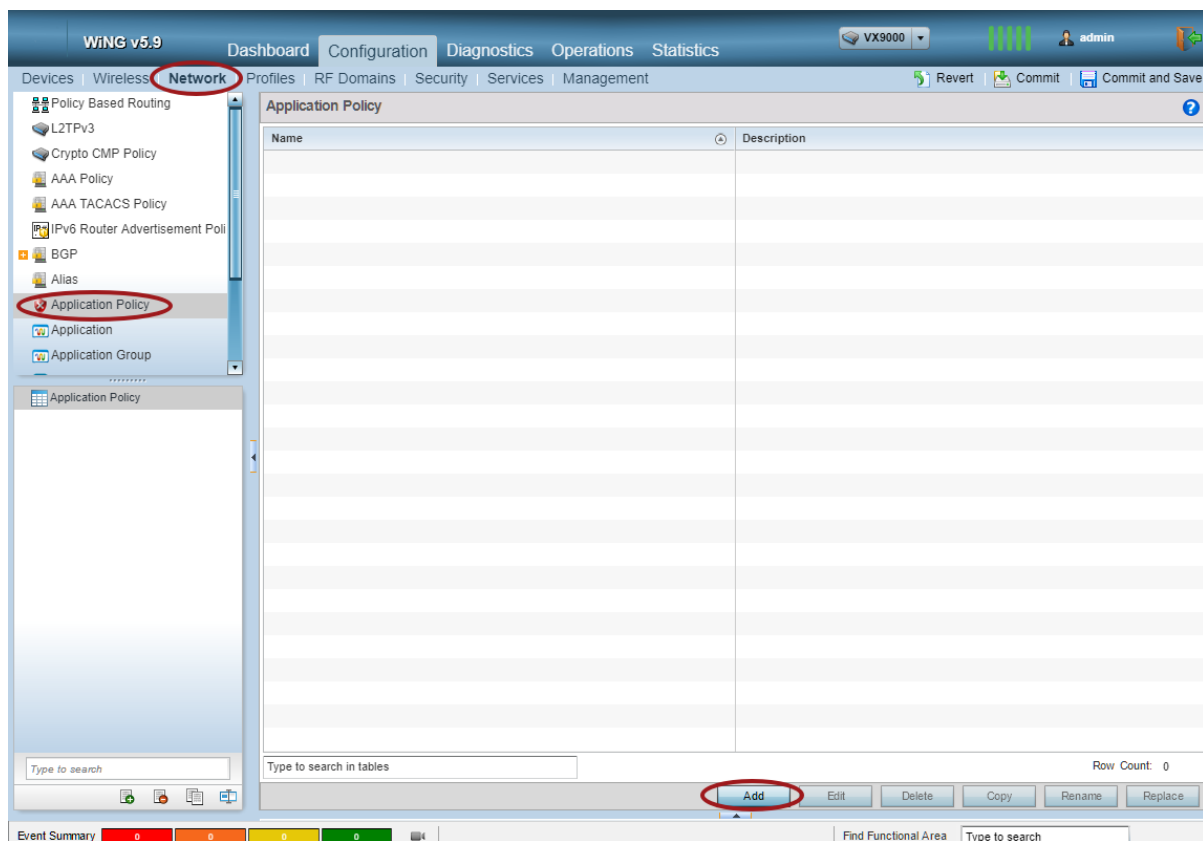 WiNG v5.9
Dashboard Configuration Diagnostics Operations Statistics
VX9000
admin
Devices | Wireless | Network | Profiles | RF Domains | Security | Services | Management
Revert | Commit | Commit and Save
Policy Based Routing
L2TPv3
Crypto CMP Policy
AAA Policy
AAA TACACS Policy
IPv6 Router Advertisement Poli
BGP
Alias
Application Policy
Application
Application Group
Application Policy
Type to search
Application Policy
?
Name Description
Type to search in tables
Row Count: 0
Add Edit Delete Copy Rename Replace
Event Summary 0 0 0 0
Find Functional Area Type to search